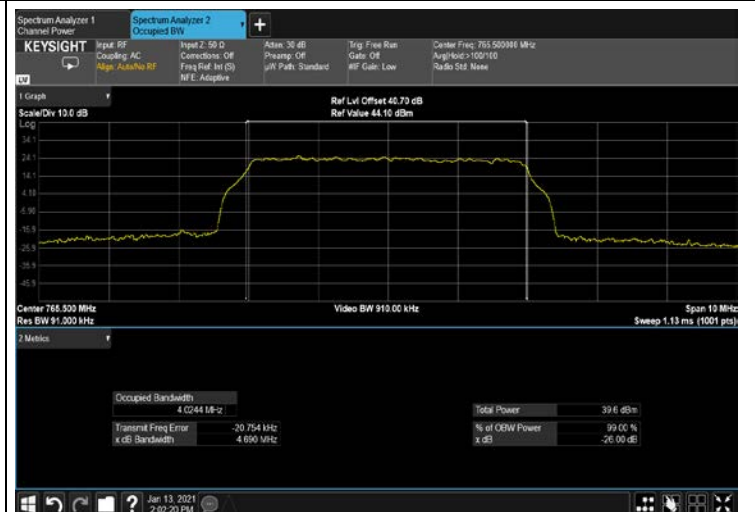 Spectrum Analyzer 1
Channel Power
Spectrum Analyzer 2
Occupied BW
+
KEYSIGHT
Input: RF
Coupling: AC
Align: Auto/No RF
Input Z: 50 Ω
Corrections: Off
Freq Ref: Int (S)
NFE: Adaptive
Atten: 30 dB
Preamp: Off
µW Path: Standard
Trig: Free Run
Gate: Off
#IF Gain: Low
Center Freq: 765.500000 MHz
Avg|Hold:>100/100
Radio Std: None
1 Graph
Scale/Div 10.0 dB
Ref Lvl Offset 40.70 dB
Ref Value 44.10 dBm
Log
34.1
24.1
14.1
4.10
-5.90
-15.9
-25.9
-35.9
-45.9
Center 765.500 MHz
Res BW 91.000 kHz
Video BW 910.00 kHz
Span 10 MHz
Sweep 1.13 ms (1001 pts)
2 Metrics
Occupied Bandwidth
4.0244 MHz
Transmit Freq Error -20.754 kHz
x dB Bandwidth 4.690 MHz
Total Power 39.6 dBm
% of OBW Power 99.00 %
x dB -26.00 dB
?
Jan 13, 2021
2:02:20 PM